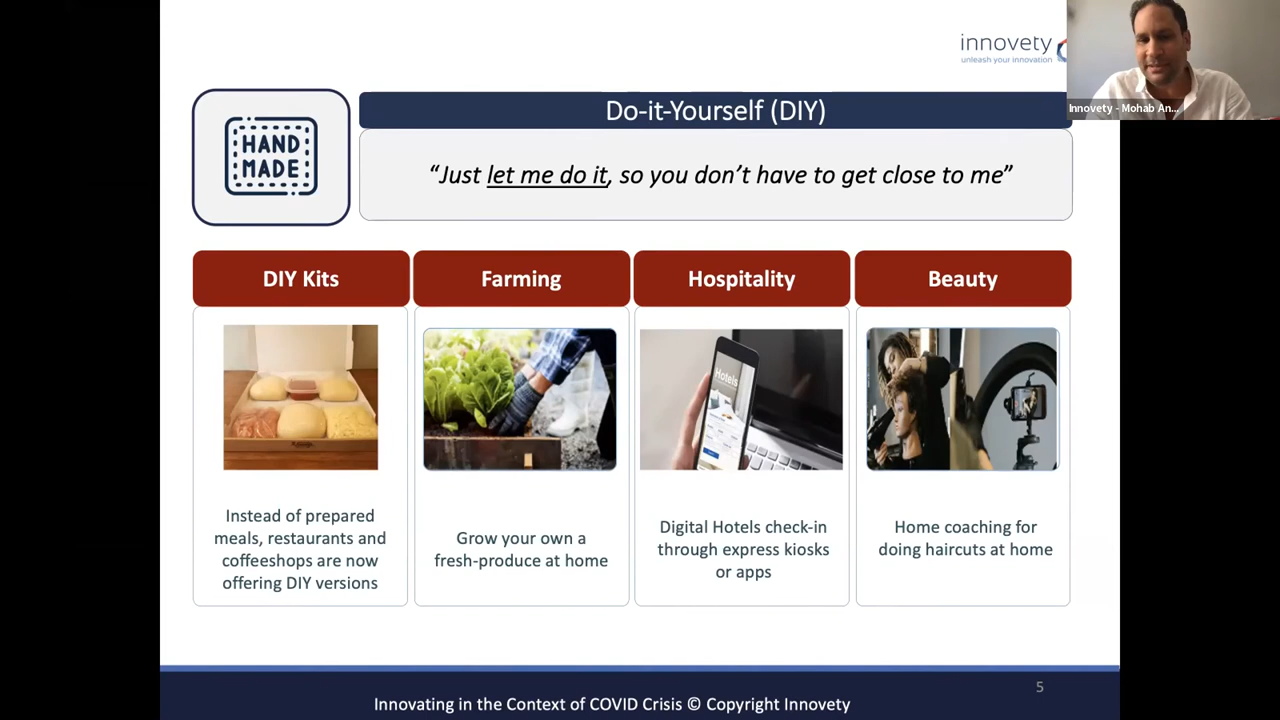 innovety
unleash your innovation
Innovety - Mohab An...
Do-it-Yourself (DIY)
HAND
MADE
“Just let me do it, so you don’t have to get close to me”
DIY Kits
Farming
Hospitality
Beauty
Hotels
Instead of prepared
meals, restaurants and
coffeeshops are now
offering DIY versions
Grow your own a
fresh-produce at home
Digital Hotels check-in
through express kiosks
or apps
Home coaching for
doing haircuts at home
5
Innovating in the Context of COVID Crisis © Copyright Innovety